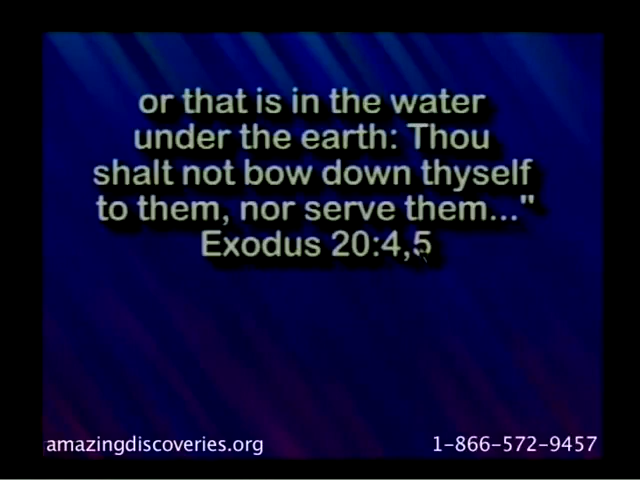 or that is in the water
under the earth: Thou
shalt not bow down thyself
to them, nor serve them..."
Exodus 20:4,5
amazingdiscoveries.org 1-866-572-9457